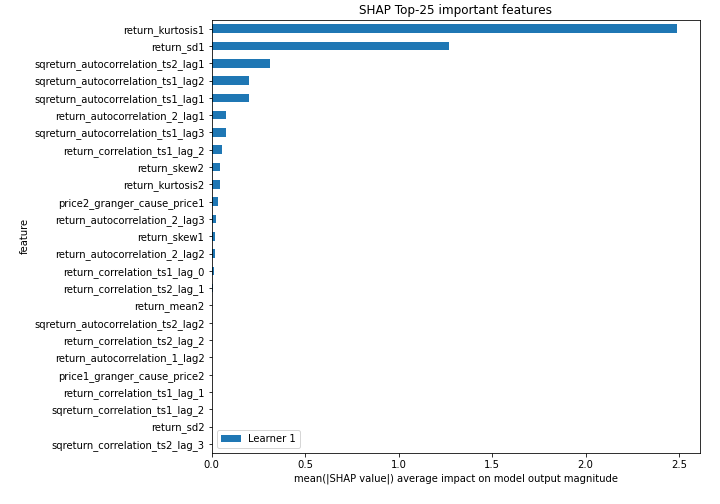 SHAP Top-25 important features
return_kurtosis1
return_sd1
sqreturn_autocorrelation_ts2_lag1
sqreturn_autocorrelation_ts1_lag2
sqreturn_autocorrelation_ts1_lag1
return_autocorrelation_2_lag1
sqreturn_autocorrelation_ts1_lag3
return_correlation_ts1_lag_2
return_skew2
return_kurtosis2
price2_granger_cause_price1
return_autocorrelation_2_lag3
return_skew1
return_autocorrelation_2_lag2
return_correlation_ts1_lag_0
return_correlation_ts2_lag_1
return_mean2
sqreturn_autocorrelation_ts2_lag2
return_correlation_ts2_lag_2
return_autocorrelation_1_lag2
price1_granger_cause_price2
return_correlation_ts1_lag_1
sqreturn_correlation_ts1_lag_2
return_sd2
sqreturn_correlation_ts2_lag_3
feature
Learner 1
0.0 0.5 1.0 1.5 2.0 2.5
mean(|SHAP value|) average impact on model output magnitude